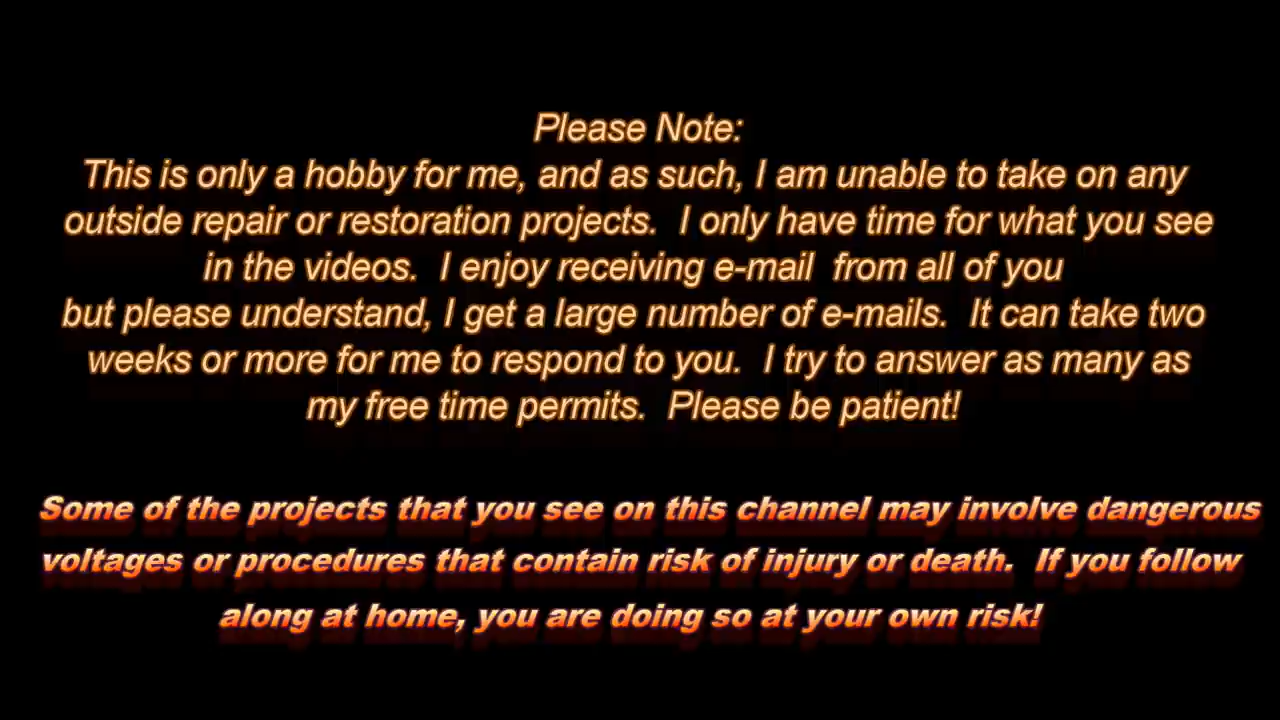 Please Note:
This is only a hobby for me, and as such, I am unable to take on any
outside repair or restoration projects.  I only have time for what you see
in the videos.  I enjoy receiving e-mail  from all of you
but please understand, I get a large number of e-mails.  It can take two
weeks or more for me to respond to you.  I try to answer as many as
my free time permits.  Please be patient!
Some of the projects that you see on this channel may involve dangerous
voltages or procedures that contain risk of injury or death.  If you follow
along at home, you are doing so at your own risk!